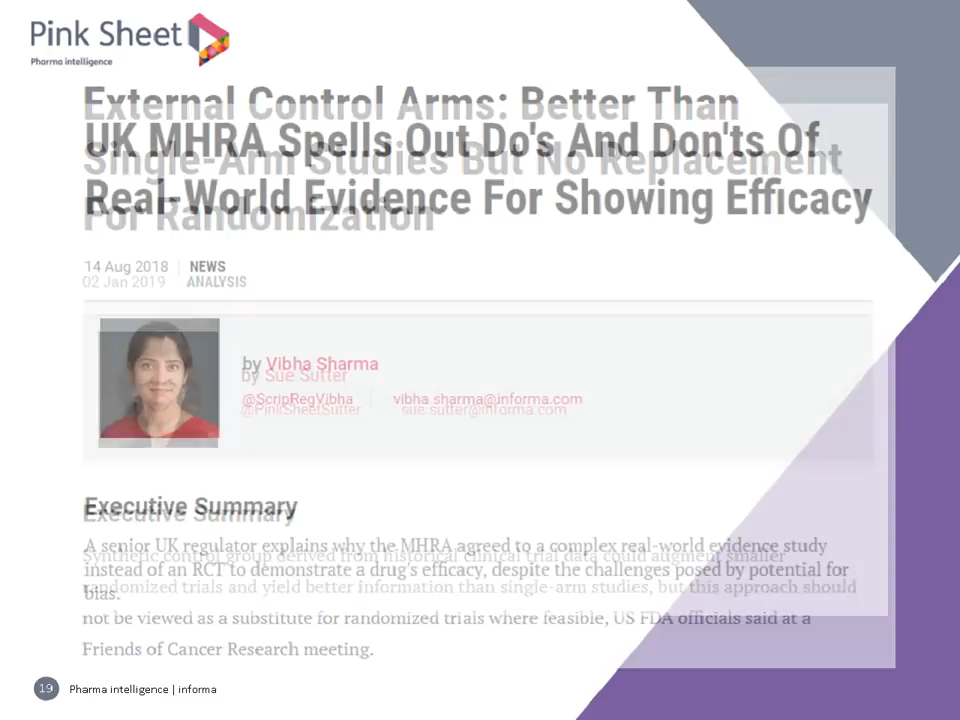 Pink Sheet
Pharma intelligence
External Control Arms: Better Than
UK MHRA Spells Out Do's And Don'ts Of
Single-Arm Studies But No Replacement
Real-World Evidence For Showing Efficacy
For Randomization
14 Aug 2018 | NEWS
02 Jan 2019 ANALYSIS
by Vibha Sharma
by Sue Sutter
@ScripRegVibha vibha.sharma@informa.com
@PinkSheetSutter sue.sutter@informa.com
Executive Summary
Executive Summary
A senior UK regulator explains why the MHRA agreed to a complex real-world evidence study
Synthetic control group derived from historical clinical trial data could augment smaller
instead of an RCT to demonstrate a drug's efficacy, despite the challenges posed by potential for
randomized trials and yield better information than single-arm studies, but this approach should
bias.
not be viewed as a substitute for randomized trials where feasible, US FDA officials said at a
Friends of Cancer Research meeting.
19 Pharma intelligence | informa